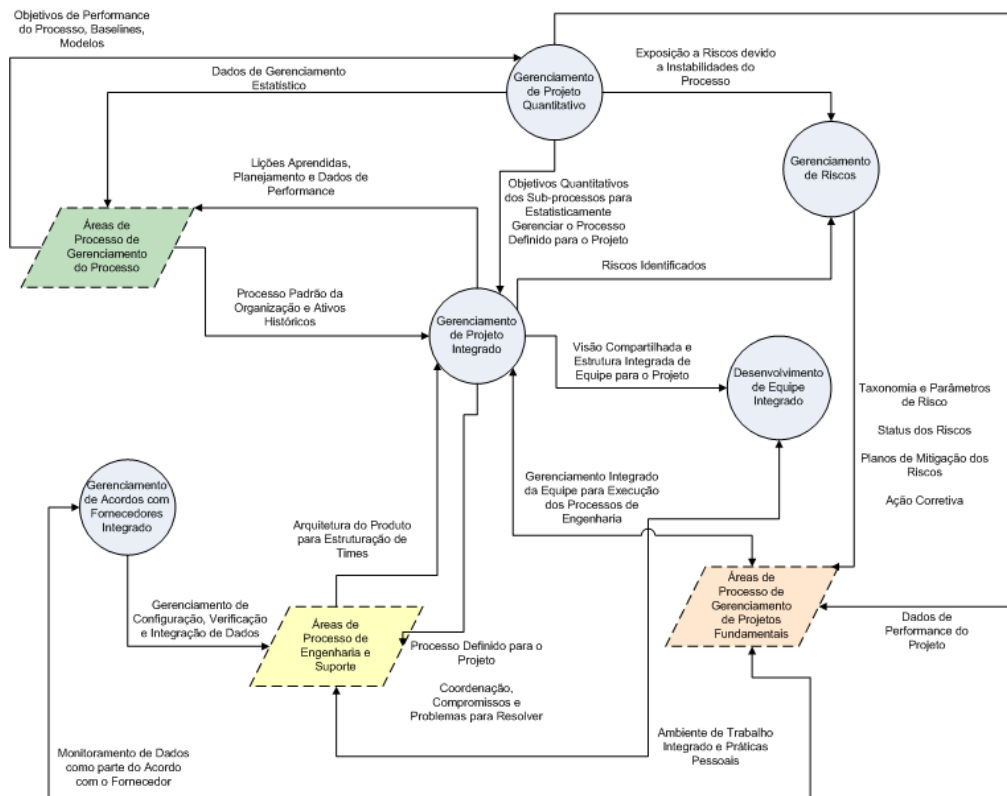 Objetivos de Performance
do Processo, Baselines,
Modelos
Gerenciamento
de Projeto
Quantitativo
Exposição a Riscos devido
a Instabilidades do
Processo
Dados de Gerenciamento
Estatístico
Gerenciamento
de Riscos
Lições Aprendidas,
Planejamento e Dados de
Performance
Objetivos Quantitativos
dos Sub-processos para
Estatisticamente
Gerenciar o Processo
Definido para o Projeto
Áreas de
Processo de
Gerenciamento
do Processo
Riscos Identificados
Processo Padrão da
Organização e Ativos
Históricos
Gerenciamento
de Projeto
Integrado
Visão Compartilhada e
Estrutura Integrada de
Equipe para o Projeto
Desenvolvimento
de Equipe
Integrado
Taxonomia e Parâmetros
de Risco
Status dos Riscos
Planos de Mitigação dos
Riscos
Ação Corretiva
Gerenciamento
de Acordos com
Fornecedores
Integrado
Gerenciamento Integrado
da Equipe para Execução
dos Processos de
Engenharia
Arquitetura do Produto
para Estruturação de
Times
Áreas de
Processo de
Gerenciamento
de Projetos
Fundamentais
Gerenciamento de
Configuração, Verificação
e Integração de Dados
Áreas de
Processo de
Engenharia e
Suporte
Processo Definido para o
Projeto
Coordenação,
Compromissos e
Problemas para Resolver
Dados de
Performance do
Projeto
Ambiente de Trabalho
Integrado e Práticas
Pessoais
Monitoramento de Dados
como parte do Acordo
com o Fornecedor